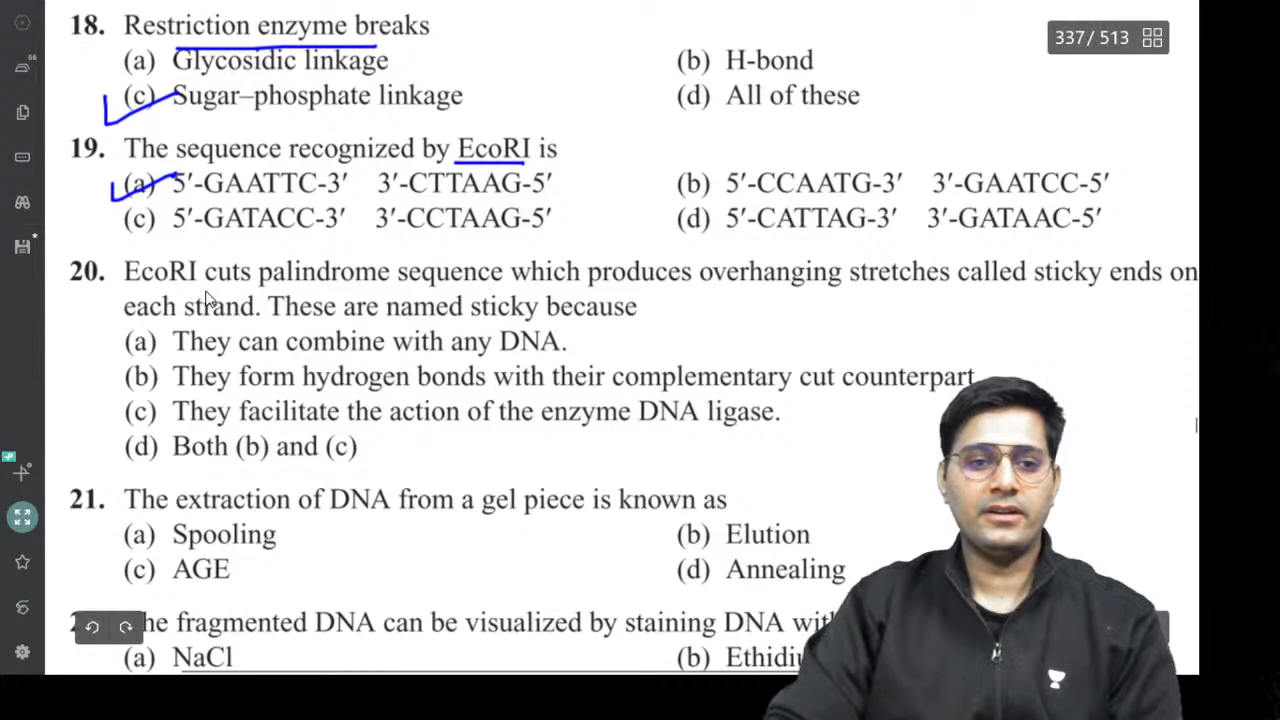 337 / 513
18. Restriction enzyme breaks
(a) Glycosidic linkage (b) H-bond
(c) Sugar–phosphate linkage (d) All of these
19. The sequence recognized by EcoRI is
(a) 5′-GAATTC-3′ 3′-CTTAAG-5′ (b) 5′-CCAATG-3′ 3′-GAATCC-5′
(c) 5′-GATACC-3′ 3′-CCTAAG-5′ (d) 5′-CATTAG-3′ 3′-GATAAC-5′
20. EcoRI cuts palindrome sequence which produces overhanging stretches called sticky ends on
each strand. These are named sticky because
(a) They can combine with any DNA.
(b) They form hydrogen bonds with their complementary cut counterpart
(c) They facilitate the action of the enzyme DNA ligase.
(d) Both (b) and (c)
21. The extraction of DNA from a gel piece is known as
(a) Spooling (b) Elution
(c) AGE (d) Annealing
he fragmented DNA can be visualized by staining DNA with
(a) NaCl (b)